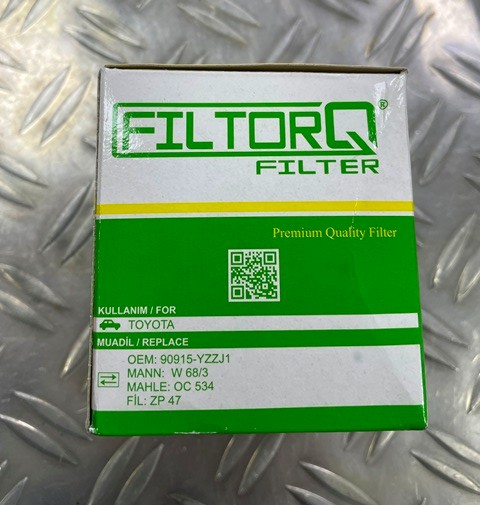 FILTORQ®
FILTER
Premium Quality Filter
KULLANIM / FOR
TOYOTA
MUADİL / REPLACE
OEM: 90915-YZZJ1
MANN: W 68/3
MAHLE: OC 534
FİL: ZP 47